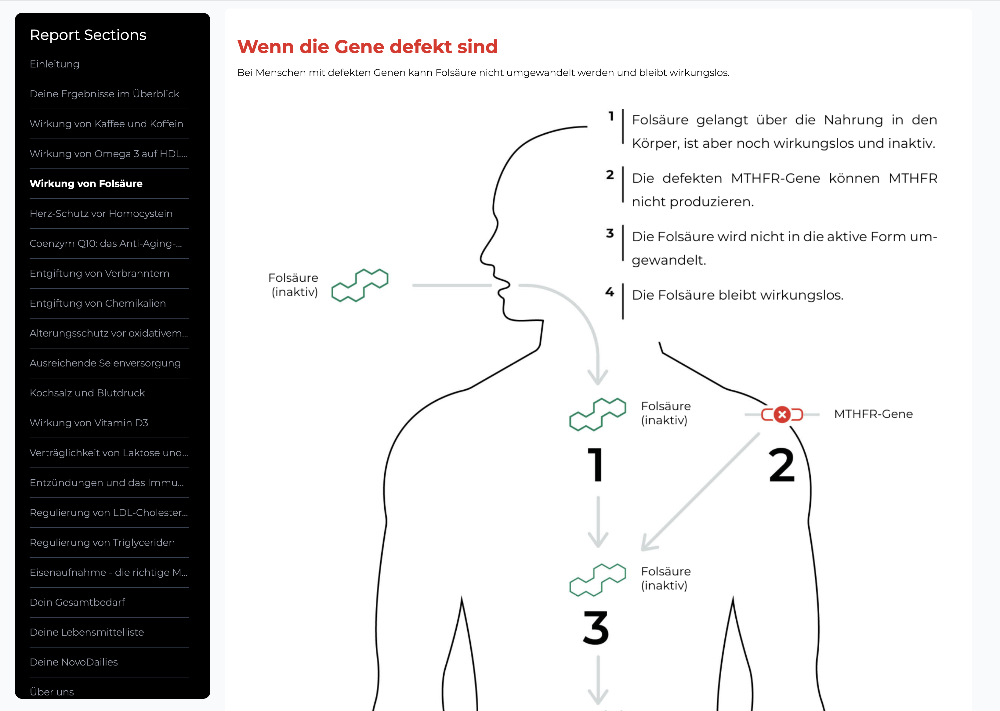 Report Sections
Einleitung
Deine Ergebnisse im Überblick
Wirkung von Kaffee und Koffein
Wirkung von Omega 3 auf HDL...
Wirkung von Folsäure
Herz-Schutz vor Homocystein
Coenzym Q10: das Anti-Aging-...
Entgiftung von Verbranntem
Entgiftung von Chemikalien
Alterungsschutz vor oxidativem...
Ausreichende Selenversorgung
Kochsalz und Blutdruck
Wirkung von Vitamin D3
Verträglichkeit von Laktose und...
Entzündungen und das Immu...
Regulierung von LDL-Cholester...
Regulierung von Triglyceriden
Eisenaufnahme - die richtige M...
Dein Gesamtbedarf
Deine Lebensmittelliste
Deine NovoDailies
Über uns
Wenn die Gene defekt sind
Bei Menschen mit defekten Genen kann Folsäure nicht umgewandelt werden und bleibt wirkungslos.
1 Folsäure gelangt über die Nahrung in den
Körper, ist aber noch wirkungslos und inaktiv.
2 Die defekten MTHFR-Gene können MTHFR
nicht produzieren.
3 Die Folsäure wird nicht in die aktive Form um-
gewandelt.
4 Die Folsäure bleibt wirkungslos.
Folsäure
(inaktiv)
Folsäure
(inaktiv)
MTHFR-Gene
1
2
Folsäure
(inaktiv)
3